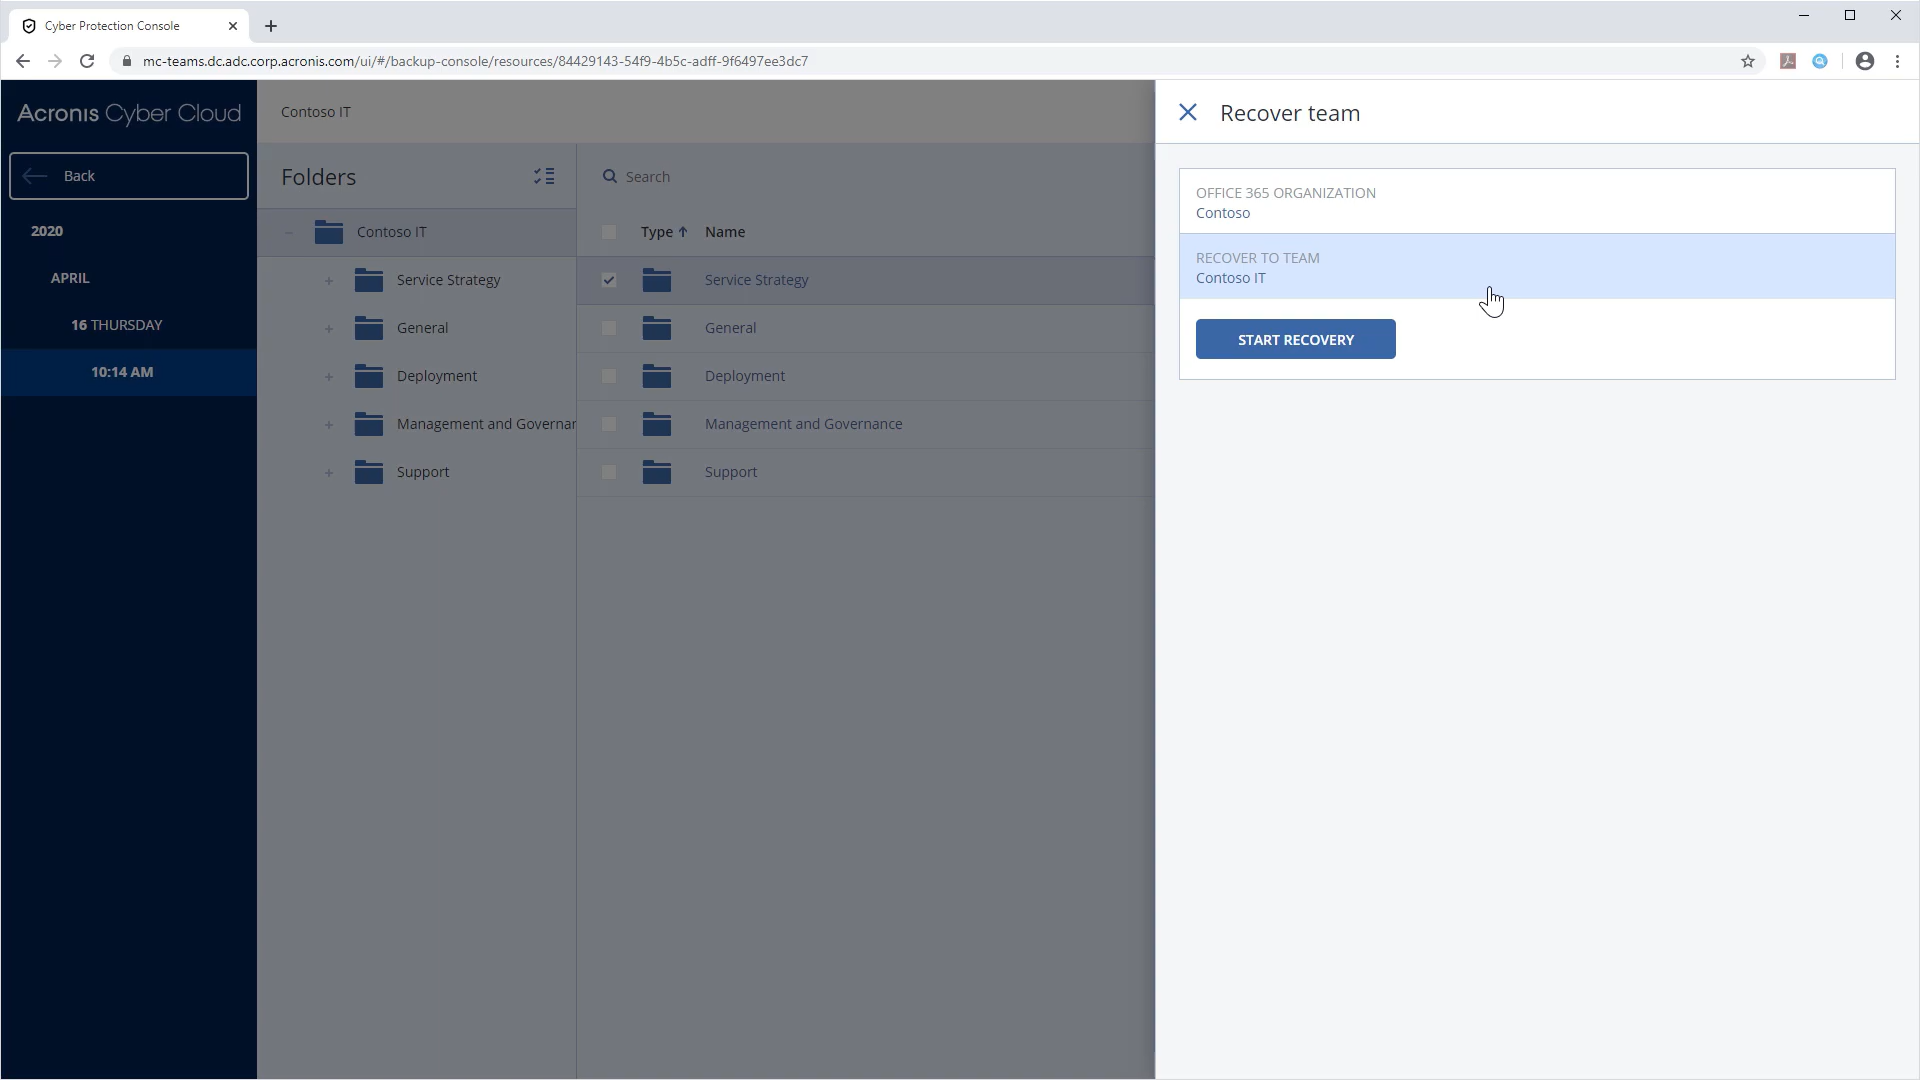 Cyber Protection Console
mc-teams.dc.adc.corp.acronis.com/ui/#/backup-console/resources/84429143-54f9-4b5c-adff-9f6497ee3dc7
Acronis Cyber Cloud
Back
2020
APRIL
16 THURSDAY
10:14 AM
Contoso IT
Folders
Contoso IT
Service Strategy
General
Deployment
Management and Governan
Support
Search
Type Name
Service Strategy
General
Deployment
Management and Governance
Support
Recover team
OFFICE 365 ORGANIZATION
Contoso
RECOVER TO TEAM
Contoso IT
START RECOVERY